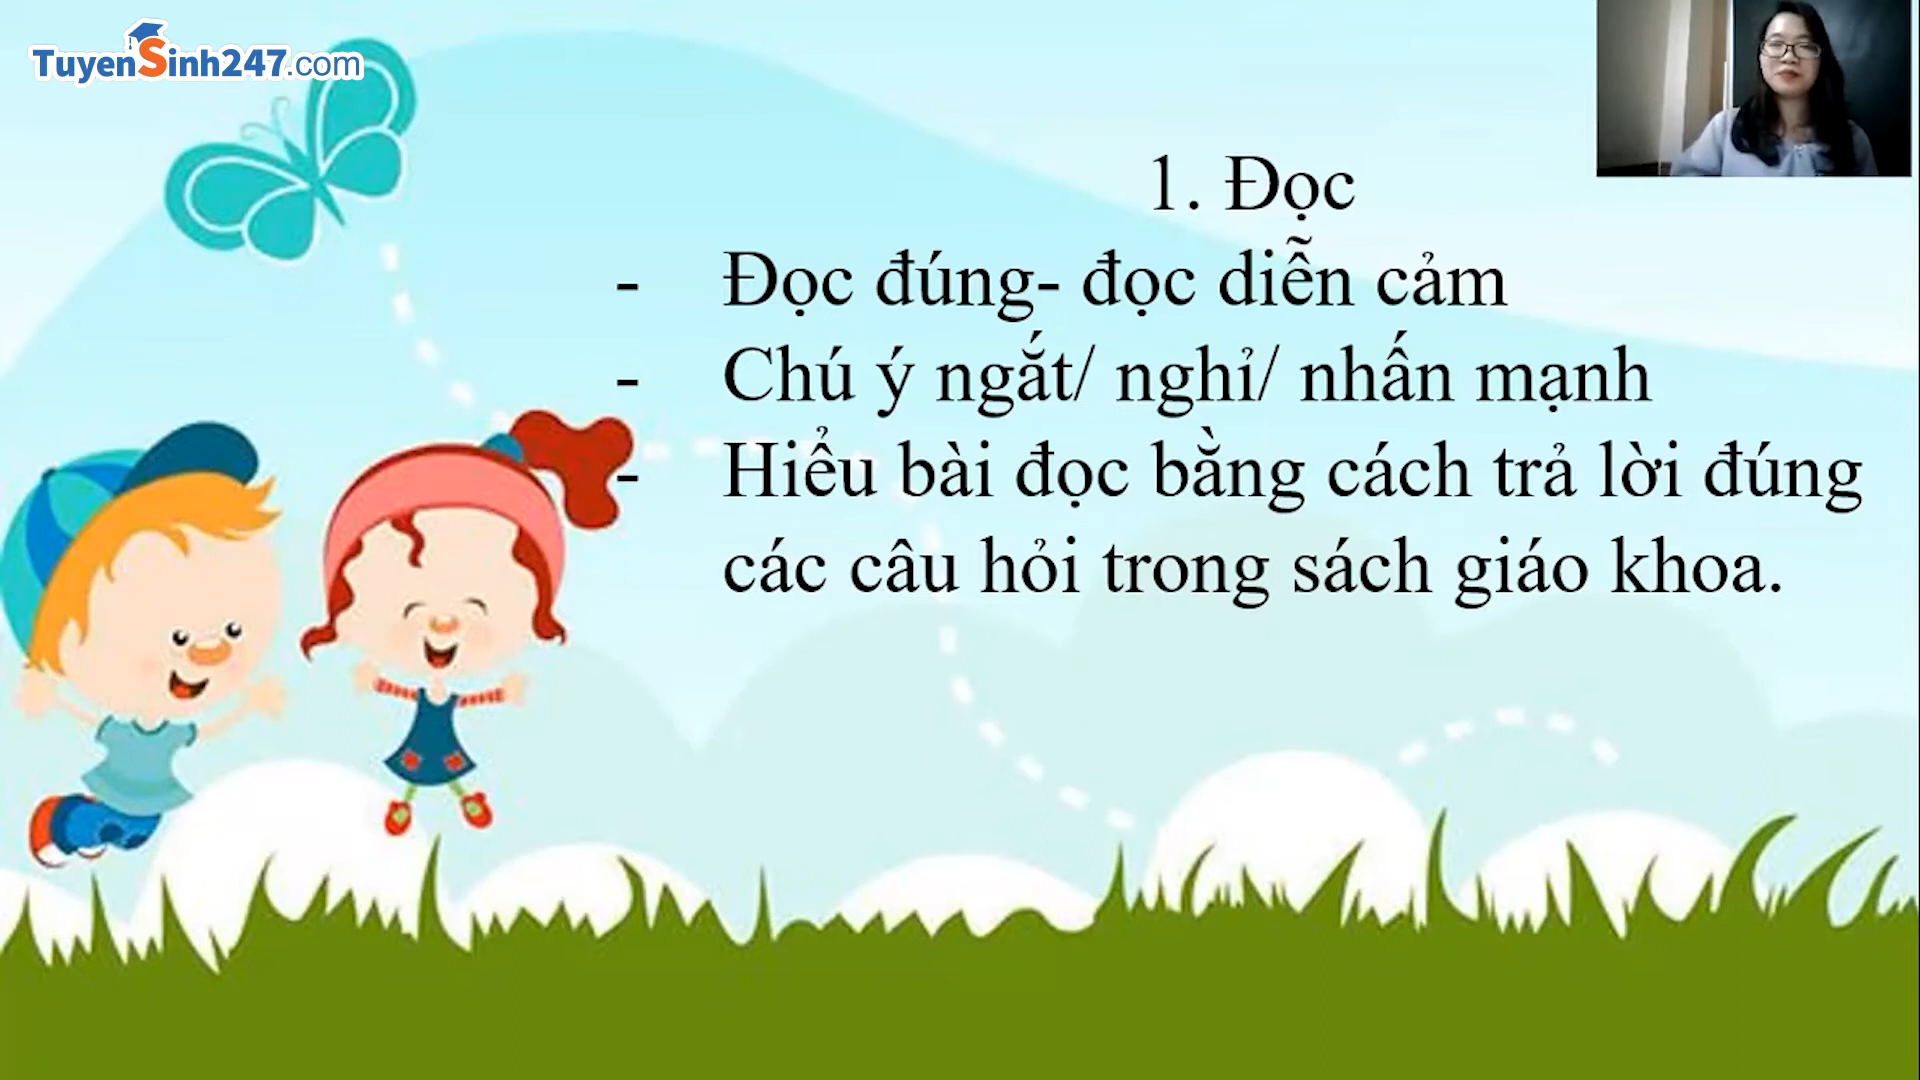 TuyenSinh247.com
1. Đọc
- Đọc đúng- đọc diễn cảm
- Chú ý ngắt/ nghỉ/ nhấn mạnh
- Hiểu bài đọc bằng cách trả lời đúng
các câu hỏi trong sách giáo khoa.